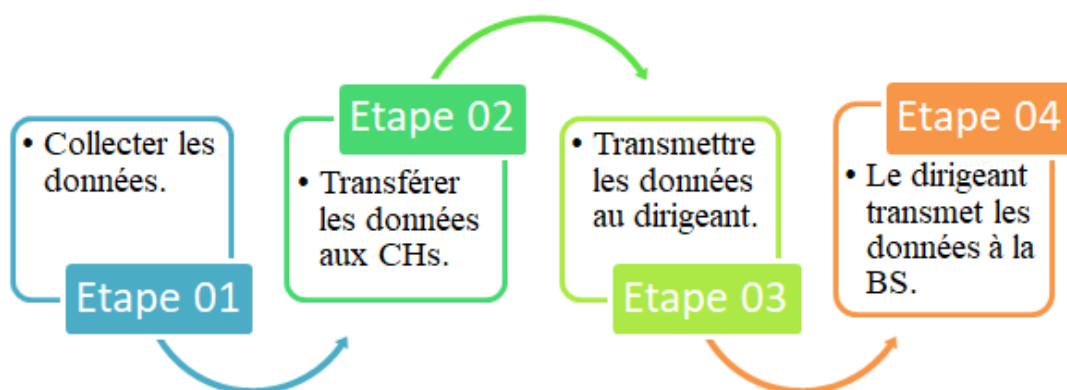 Etape 01
• Collecter les
données.
Etape 02
• Transférer
les données
aux CHs.
Etape 03
• Transmettre
les données
au dirigeant.
Etape 04
• Le dirigeant
transmet les
données à la
BS.